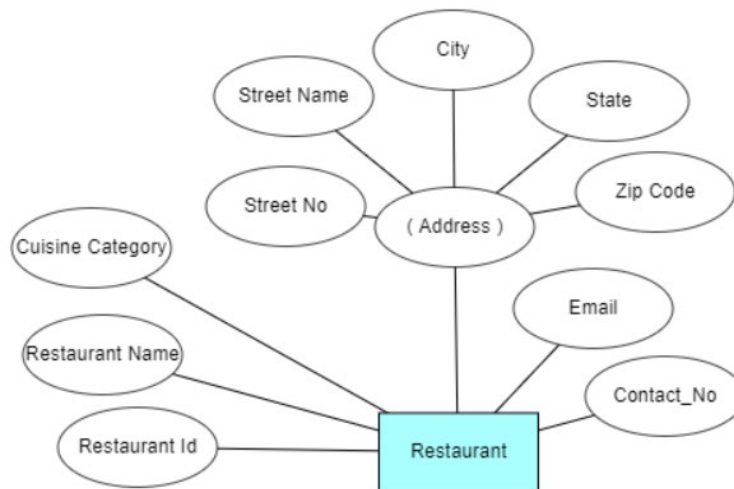 City
Street Name
State
Street No
Zip Code
( Address )
Cuisine Category
Email
Restaurant Name
Contact_No
Restaurant Id
Restaurant